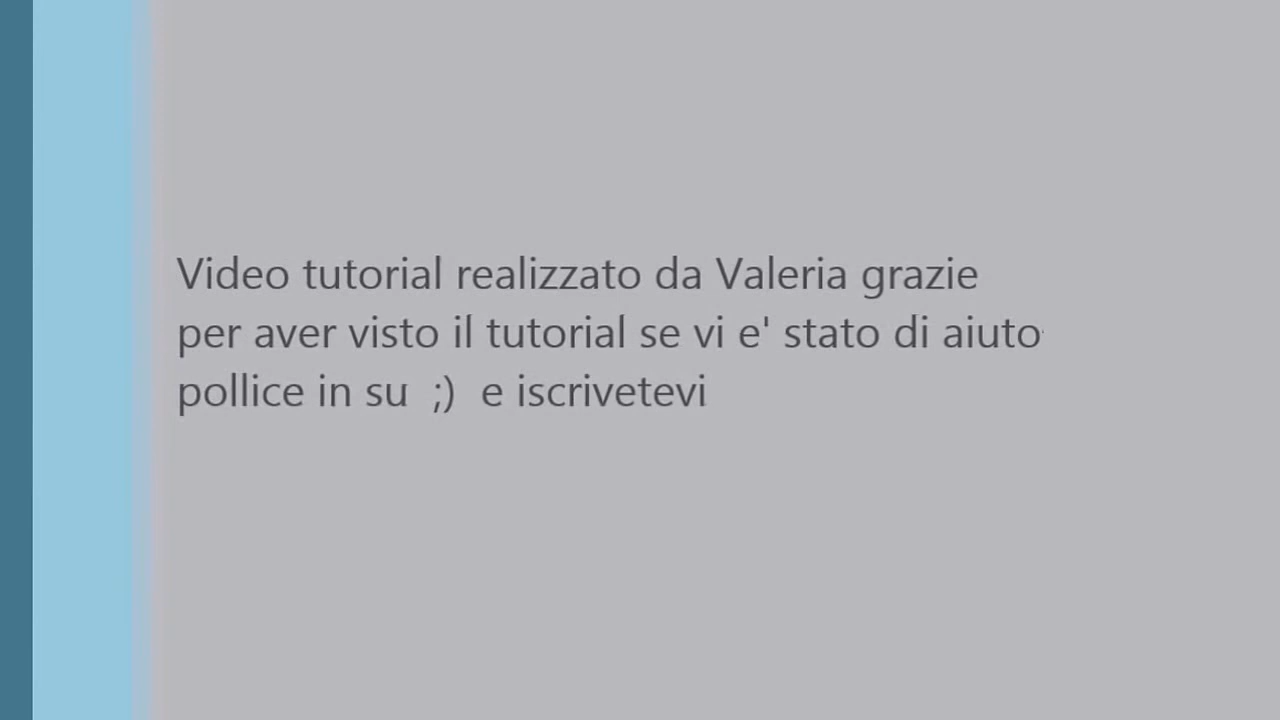 Video tutorial realizzato da Valeria grazie
per aver visto il tutorial se vi e' stato di aiuto
pollice in su  ;)  e iscrivetevi